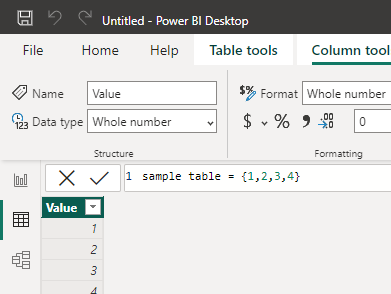 Untitled - Power BI Desktop
File Home Help Table tools Column tool
Name Value $% Format Whole number
123 Data type Whole number $ % 9 .00 0
Structure Formatting
1 sample table = {1,2,3,4}
Value
1
2
3
4